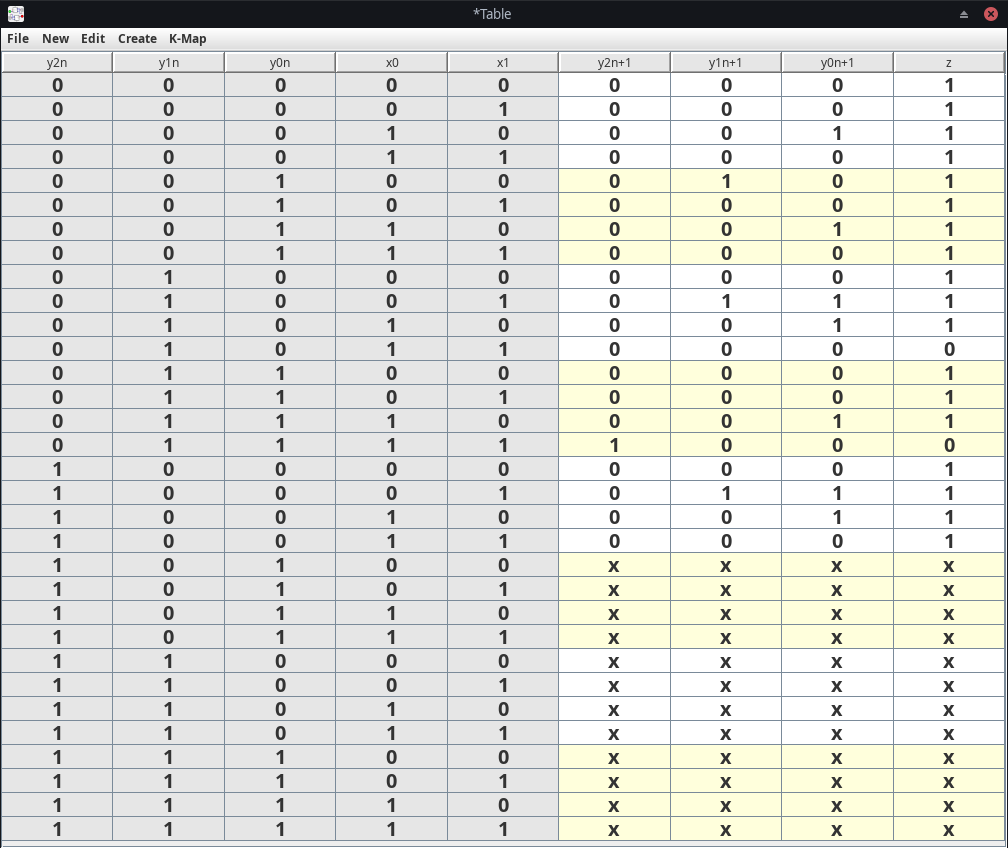 *Table
File New Edit Create K-Map
y2n y1n y0n x0 x1 y2n+1 y1n+1 y0n+1 z
0 0 0 0 0 0 0 0 1
0 0 0 0 1 0 0 0 1
0 0 0 1 0 0 0 1 1
0 0 0 1 1 0 0 0 1
0 0 1 0 0 0 1 0 1
0 0 1 0 1 0 0 0 1
0 0 1 1 0 0 0 1 1
0 0 1 1 1 0 0 0 1
0 1 0 0 0 0 0 0 1
0 1 0 0 1 0 1 1 1
0 1 0 1 0 0 0 1 1
0 1 0 1 1 0 0 0 0
0 1 1 0 0 0 0 0 1
0 1 1 0 1 0 0 0 1
0 1 1 1 0 0 0 1 1
0 1 1 1 1 1 0 0 0
1 0 0 0 0 0 0 0 1
1 0 0 0 1 0 1 1 1
1 0 0 1 0 0 0 1 1
1 0 0 1 1 0 0 0 1
1 0 1 0 0 x x x x
1 0 1 0 1 x x x x
1 0 1 1 0 x x x x
1 0 1 1 1 x x x x
1 1 0 0 0 x x x x
1 1 0 0 1 x x x x
1 1 0 1 0 x x x x
1 1 0 1 1 x x x x
1 1 1 0 0 x x x x
1 1 1 0 1 x x x x
1 1 1 1 0 x x x x
1 1 1 1 1 x x x x